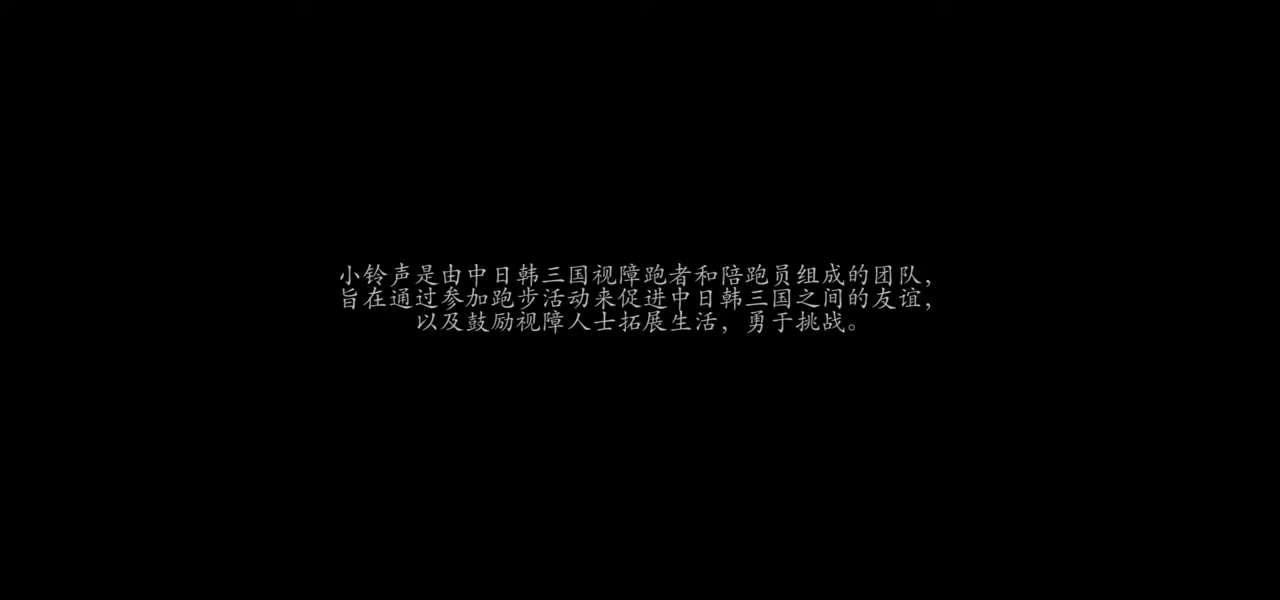 小铃声是由中日韩三国视障跑者和陪跑员组成的团队，
旨在通过参加跑步活动来促进中日韩三国之间的友谊，
以及鼓励视障人士拓展生活，勇于挑战。